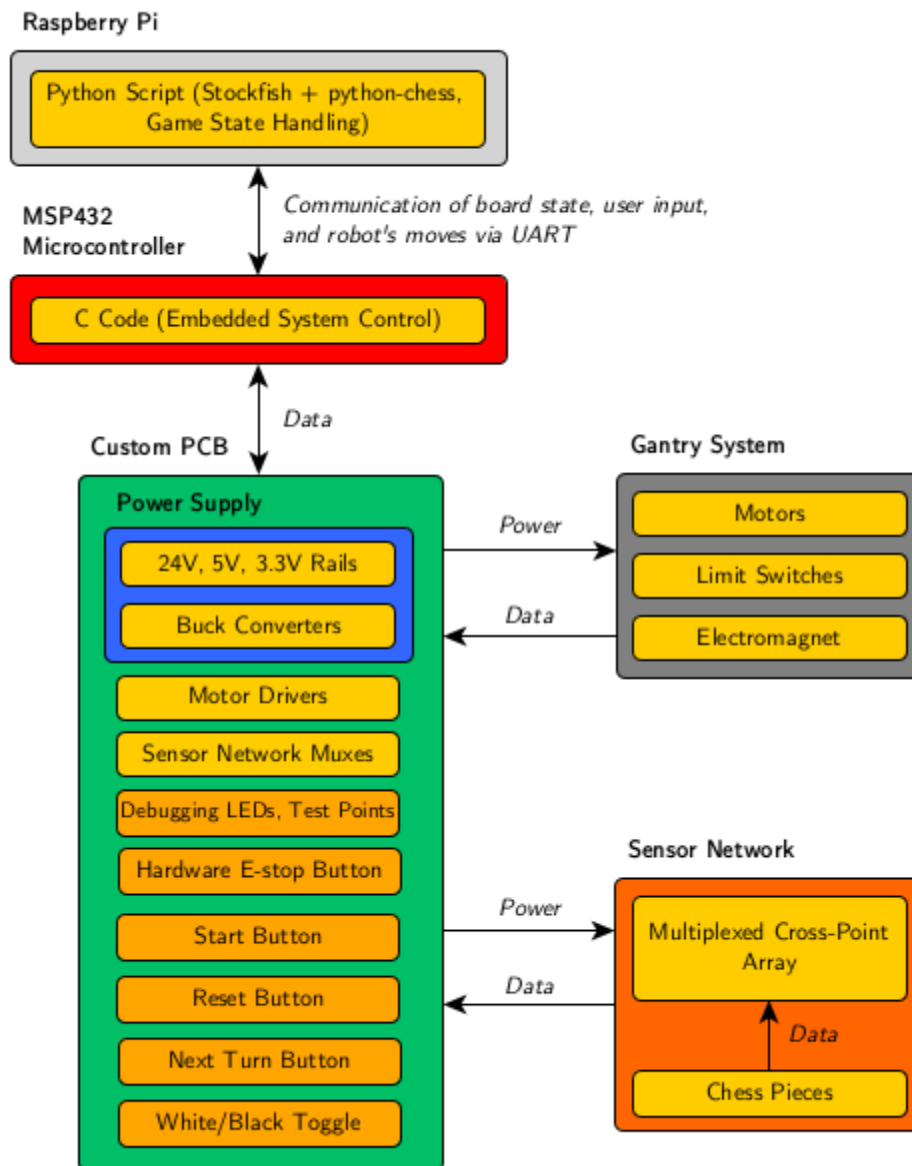 Raspberry Pi
Python Script (Stockfish + python-chess,
Game State Handling)
Communication of board state, user input,
and robot's moves via UART
MSP432
Microcontroller
C Code (Embedded System Control)
Data
Custom PCB
Power Supply
24V, 5V, 3.3V Rails
Buck Converters
Motor Drivers
Sensor Network Muxes
Debugging LEDs, Test Points
Hardware E-stop Button
Start Button
Reset Button
Next Turn Button
White/Black Toggle
Power
Data
Gantry System
Motors
Limit Switches
Electromagnet
Power
Data
Sensor Network
Multiplexed Cross-Point
Array
Data
Chess Pieces